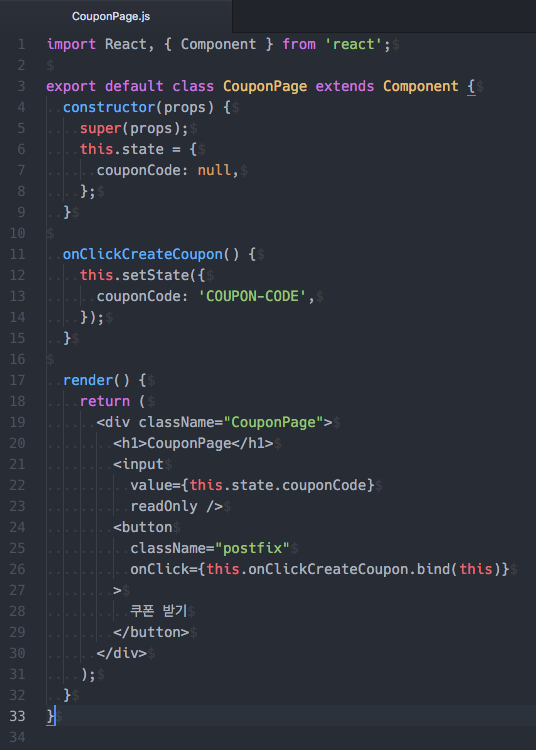 CouponPage.js
1 import React, { Component } from 'react';
2
3 export default class CouponPage extends Component {
4   constructor(props) {
5     super(props);
6     this.state = {
7       couponCode: null,
8     };
9   }
10
11   onClickCreateCoupon() {
12     this.setState({
13       couponCode: 'COUPON-CODE',
14     });
15   }
16
17   render() {
18     return (
19       <div className="CouponPage">
20         <h1>CouponPage</h1>
21         <input
22           value={this.state.couponCode}
23           readOnly />
24         <button
25           className="postfix"
26           onClick={this.onClickCreateCoupon.bind(this)}
27         >
28           쿠폰 받기
29         </button>
30       </div>
31     );
32   }
33 }
34